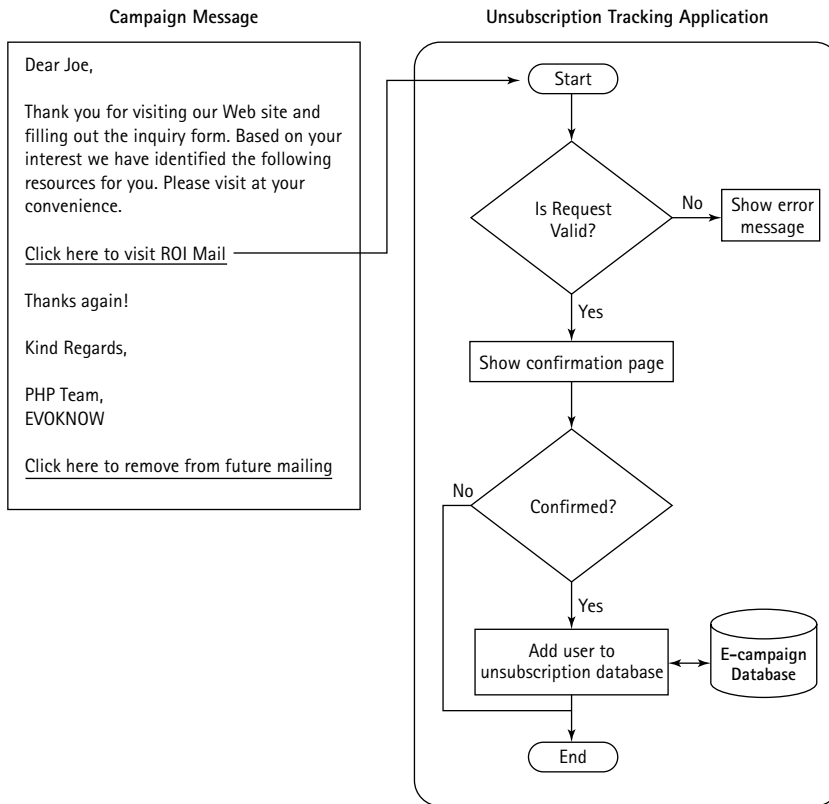 Campaign Message
Dear Joe,
Thank you for visiting our Web site and
filling out the inquiry form. Based on your
interest we have identified the following
resources for you. Please visit at your
convenience.
Click here to visit ROI Mail
Thanks again!
Kind Regards,
PHP Team,
EVOKNOW
Click here to remove from future mailing
Unsubscription Tracking Application
Start
Is Request
Valid?
No
Show error
message
Yes
Show confirmation page
No
Confirmed?
Yes
Add user to
unsubscription database
E-campaign
Database
End